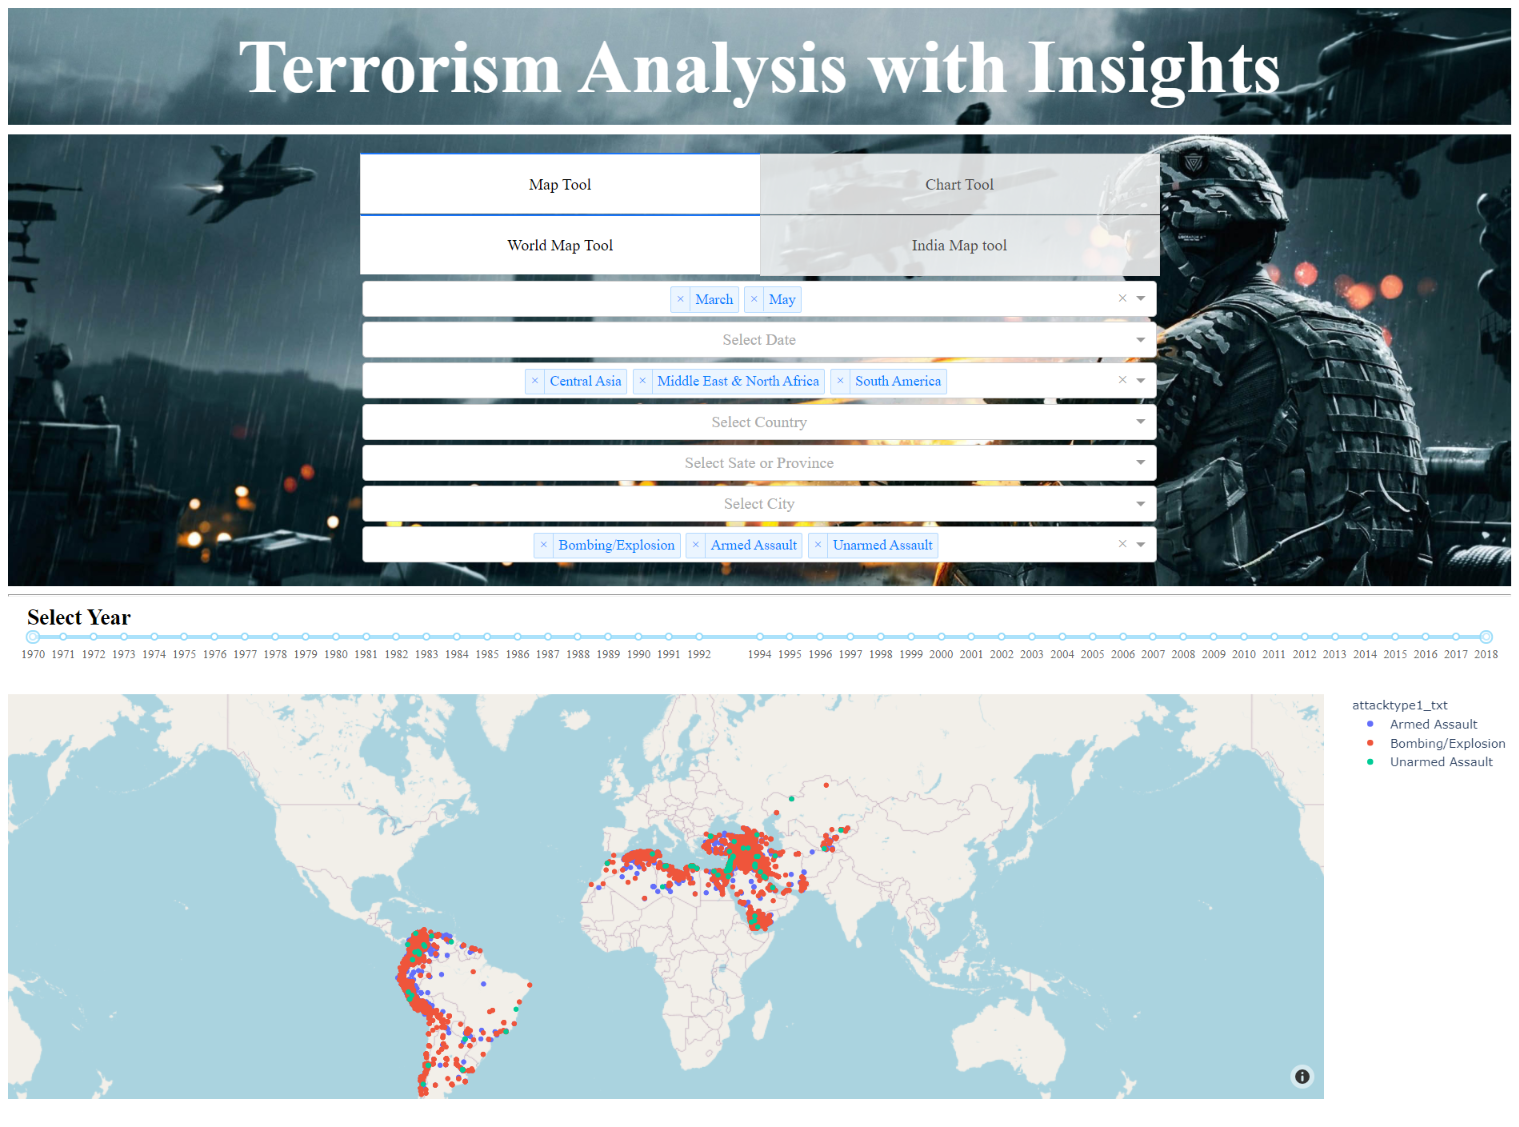 Terrorism Analysis with Insights
Map Tool
Chart Tool
World Map Tool
India Map tool
× March × May
Select Date
× Central Asia × Middle East & North Africa × South America
Select Country
Select Sate or Province
Select City
× Bombing/Explosion × Armed Assault × Unarmed Assault
Select Year
1970 1971 1972 1973 1974 1975 1976 1977 1978 1979 1980 1981 1982 1983 1984 1985 1986 1987 1988 1989 1990 1991 1992 1994 1995 1996 1997 1998 1999 2000 2001 2002 2003 2004 2005 2006 2007 2008 2009 2010 2011 2012 2013 2014 2015 2016 2017 2018
attacktype1_txt
Armed Assault
Bombing/Explosion
Unarmed Assault